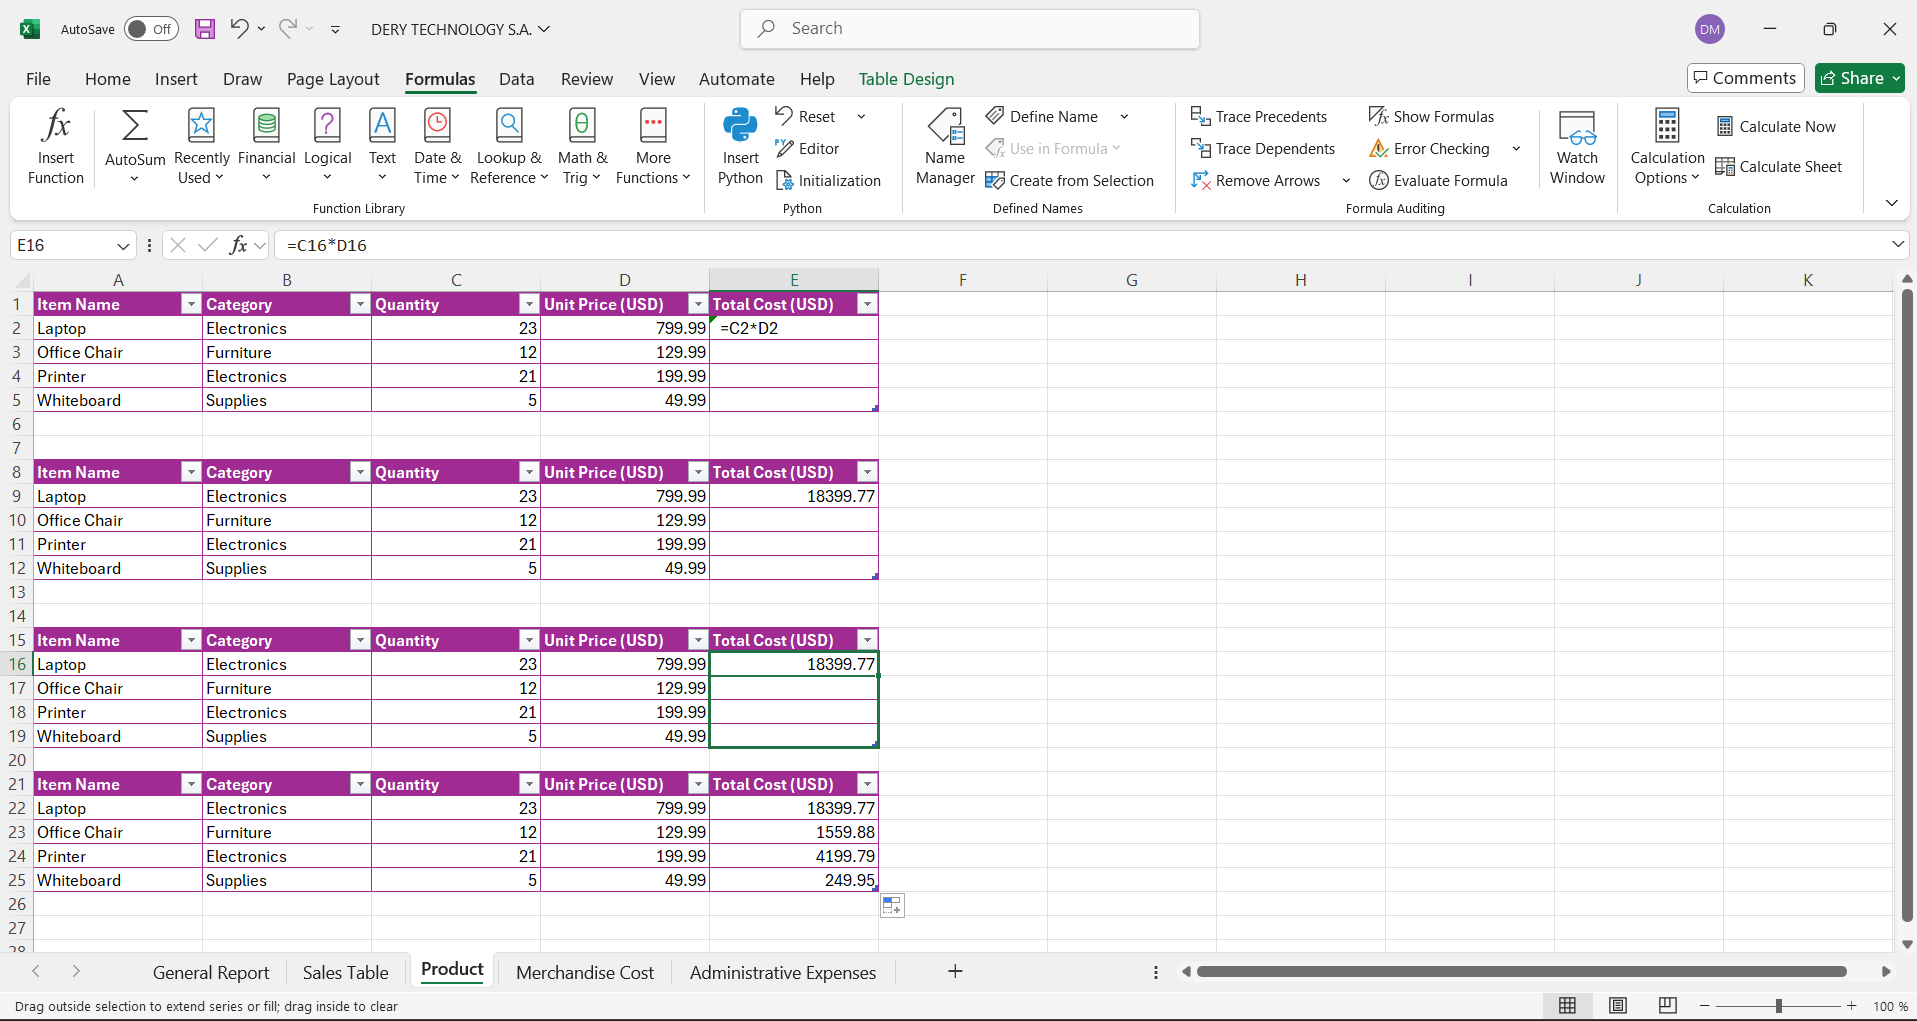 AutoSave Off DERY TECHNOLOGY S.A. Search DM
File Home Insert Draw Page Layout Formulas Data Review View Automate Help Table Design Comments Share
Insert Function
AutoSum
Recently Used
Financial
Logical
Text
Date & Time
Lookup & Reference
Math & Trig
More Functions
Function Library
Insert Python
Reset
Editor
Initialization
Python
Name Manager
Define Name
Use in Formula
Create from Selection
Defined Names
Trace Precedents
Trace Dependents
Remove Arrows
Show Formulas
Error Checking
Evaluate Formula
Formula Auditing
Watch Window
Calculation Options
Calculate Now
Calculate Sheet
Calculation
E16 fx =C16*D16
A B C D E F G H I J K
1 Item Name Category Quantity Unit Price (USD) Total Cost (USD)
2 Laptop Electronics 23 799.99 =C2*D2
3 Office Chair Furniture 12 129.99
4 Printer Electronics 21 199.99
5 Whiteboard Supplies 5 49.99
6
7
8 Item Name Category Quantity Unit Price (USD) Total Cost (USD)
9 Laptop Electronics 23 799.99 18399.77
10 Office Chair Furniture 12 129.99
11 Printer Electronics 21 199.99
12 Whiteboard Supplies 5 49.99
13
14
15 Item Name Category Quantity Unit Price (USD) Total Cost (USD)
16 Laptop Electronics 23 799.99 18399.77
17 Office Chair Furniture 12 129.99
18 Printer Electronics 21 199.99
19 Whiteboard Supplies 5 49.99
20
21 Item Name Category Quantity Unit Price (USD) Total Cost (USD)
22 Laptop Electronics 23 799.99 18399.77
23 Office Chair Furniture 12 129.99 1559.88
24 Printer Electronics 21 199.99 4199.79
25 Whiteboard Supplies 5 49.99 249.95
26
27
28
General Report Sales Table Product Merchandise Cost Administrative Expenses
Drag outside selection to extend series or fill; drag inside to clear 100 %